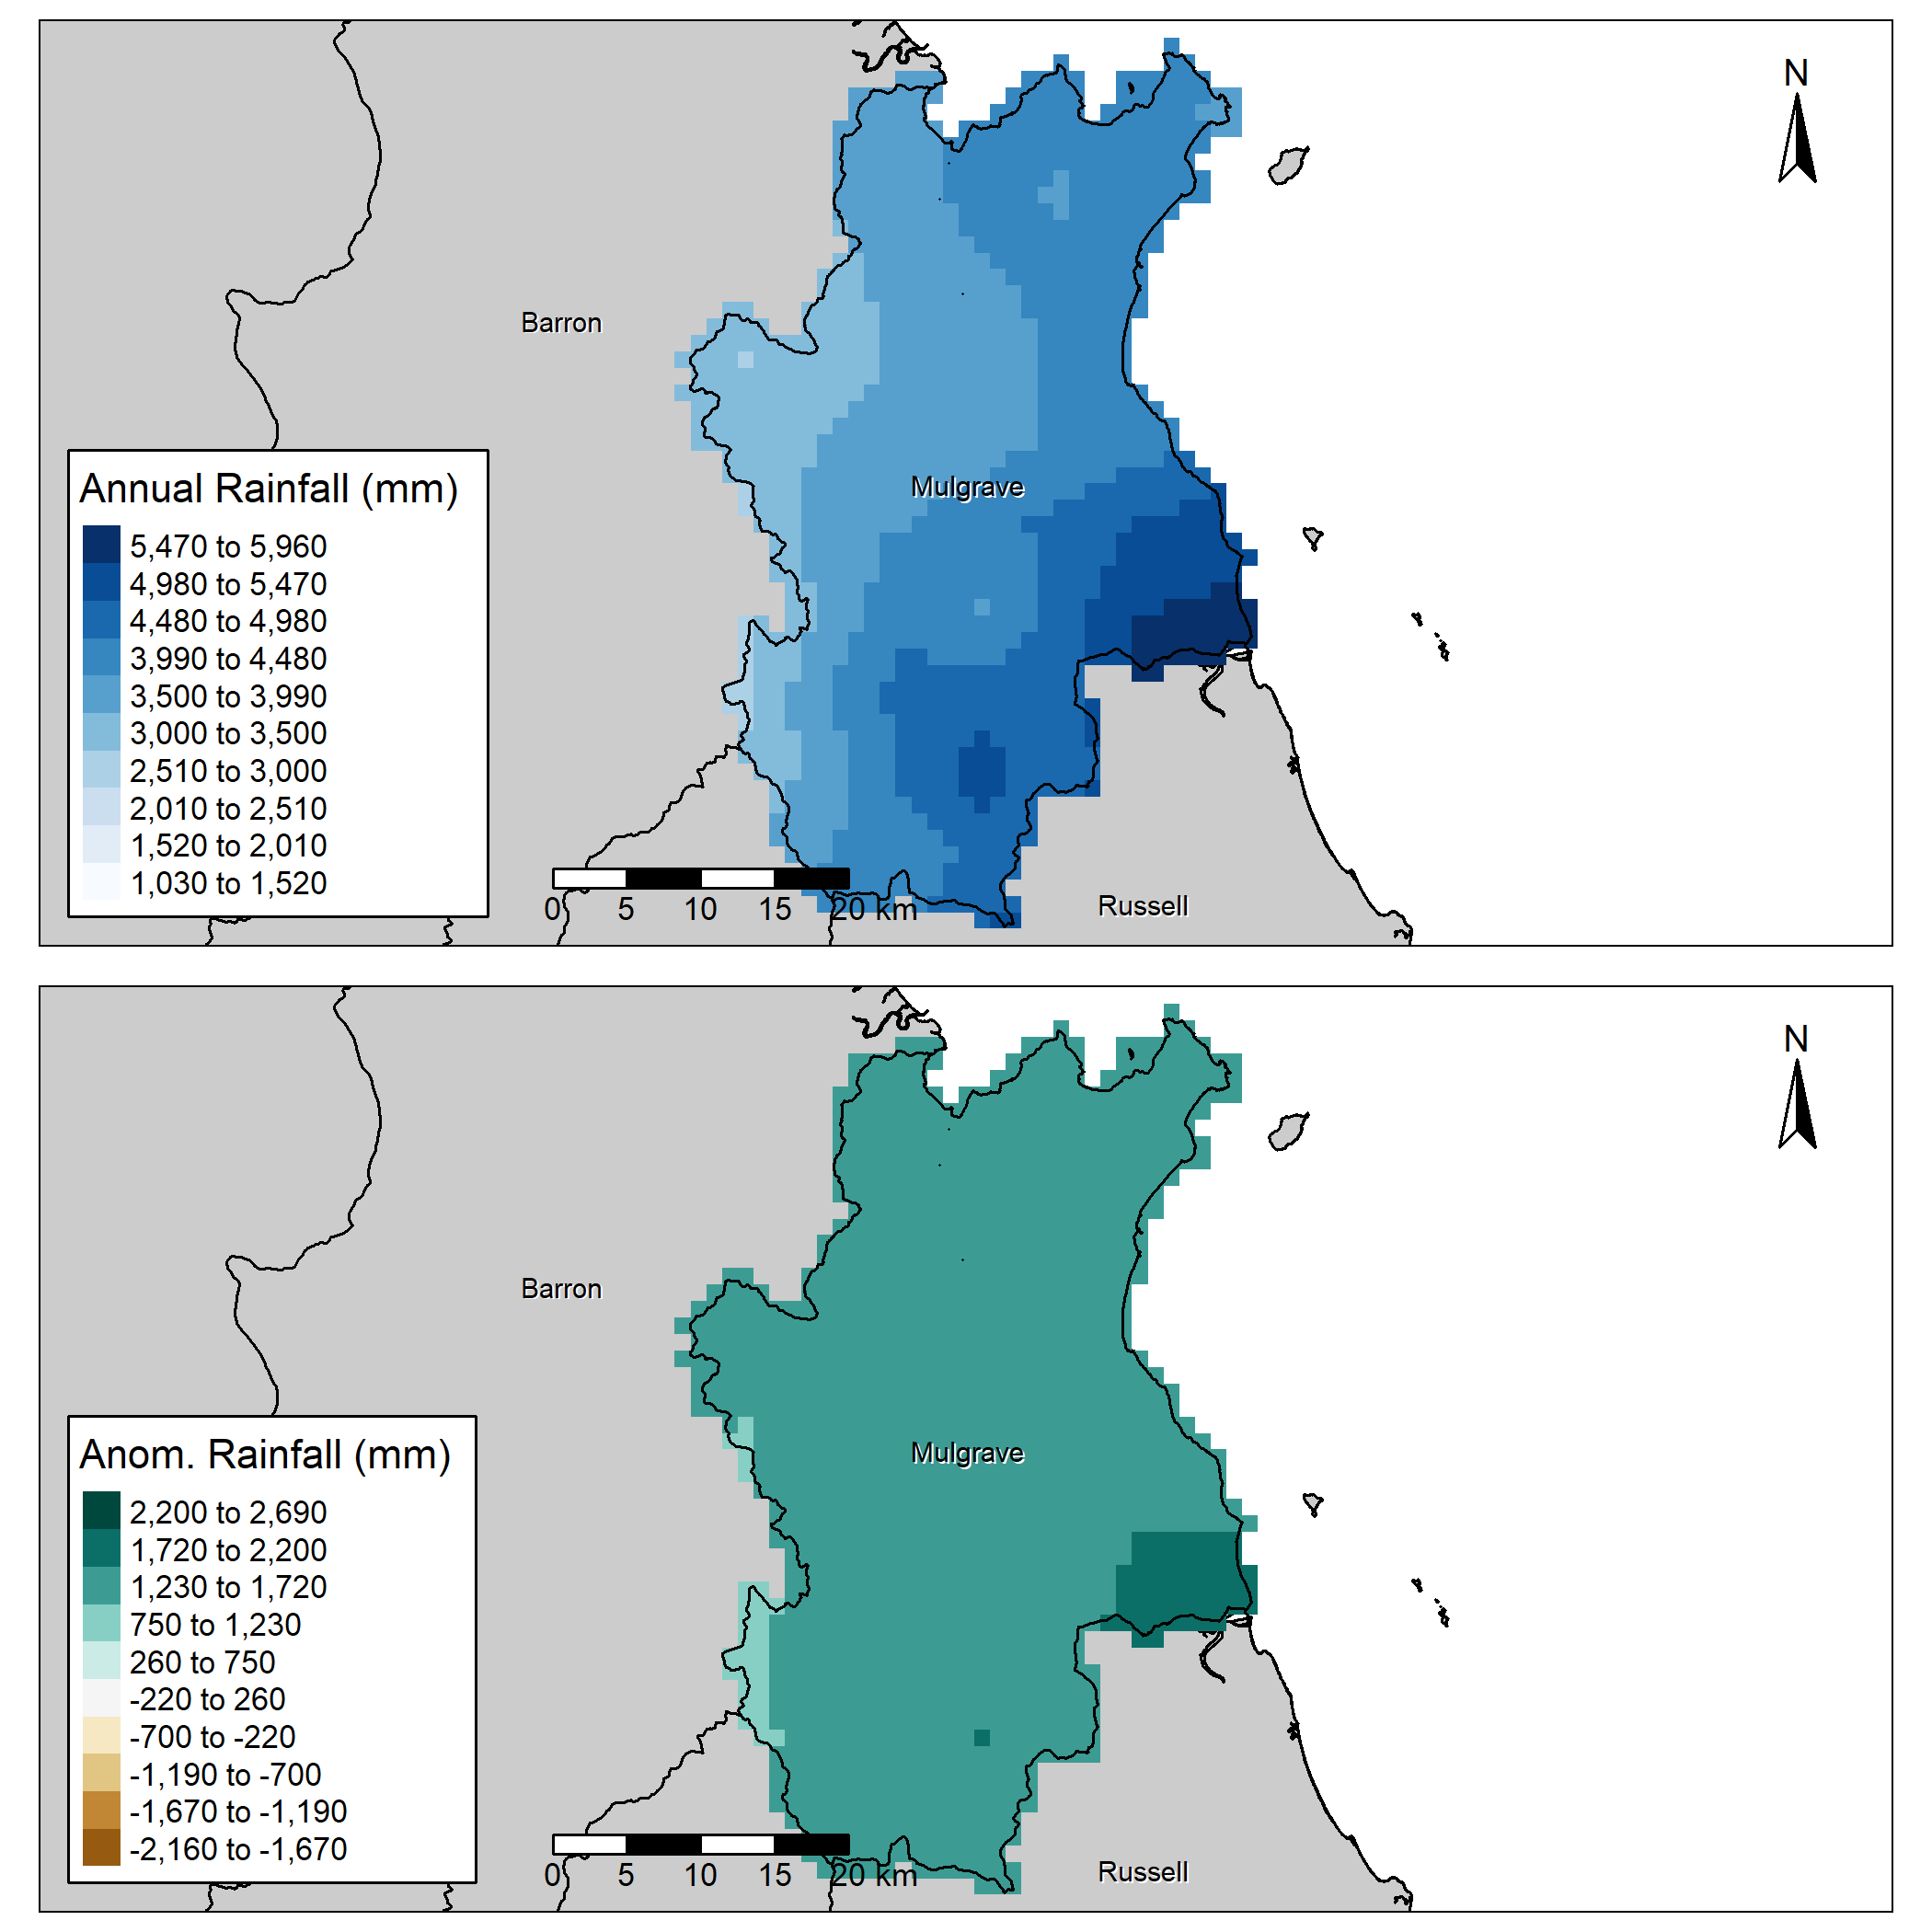 N
Barron
Mulgrave
Annual Rainfall (mm)
5,470 to 5,960
4,980 to 5,470
4,480 to 4,980
3,990 to 4,480
3,500 to 3,990
3,000 to 3,500
2,510 to 3,000
2,010 to 2,510
1,520 to 2,010
1,030 to 1,520
0 5 10 15 20 km
Russell
N
Barron
Mulgrave
Anom. Rainfall (mm)
2,200 to 2,690
1,720 to 2,200
1,230 to 1,720
750 to 1,230
260 to 750
-220 to 260
-700 to -220
-1,190 to -700
-1,670 to -1,190
-2,160 to -1,670
0 5 10 15 20 km
Russell